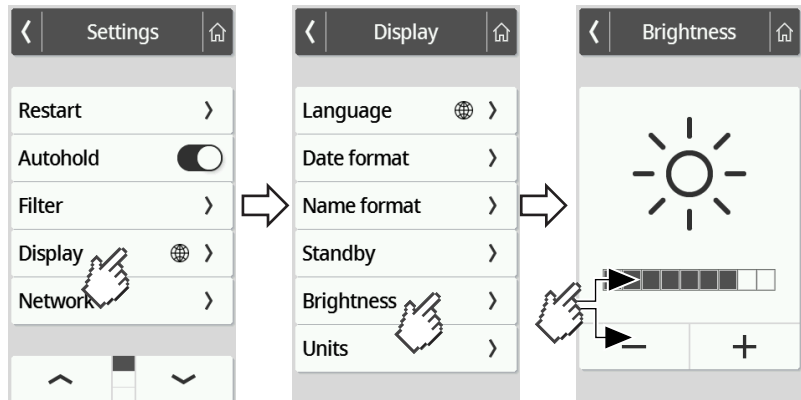 Settings
Restart
Autohold
Filter
Display
Network
Display
Language
Date format
Name format
Standby
Brightness
Units
Brightness